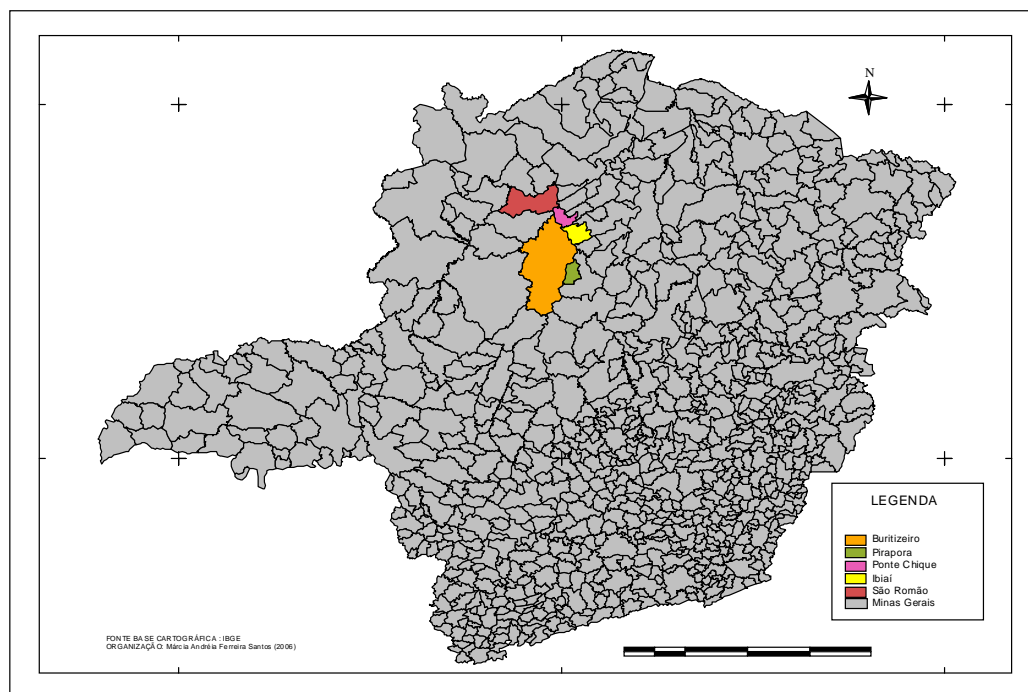 N
LEGENDA
Buritizeiro
Pirapora
Ponte Chique
Ibiaí
São Romão
Minas Gerais
FONTE BASE CARTOGRÁFICA : IBGE
ORGANIZAÇÃO: Márcia Andréia Ferreira Santos (2006)